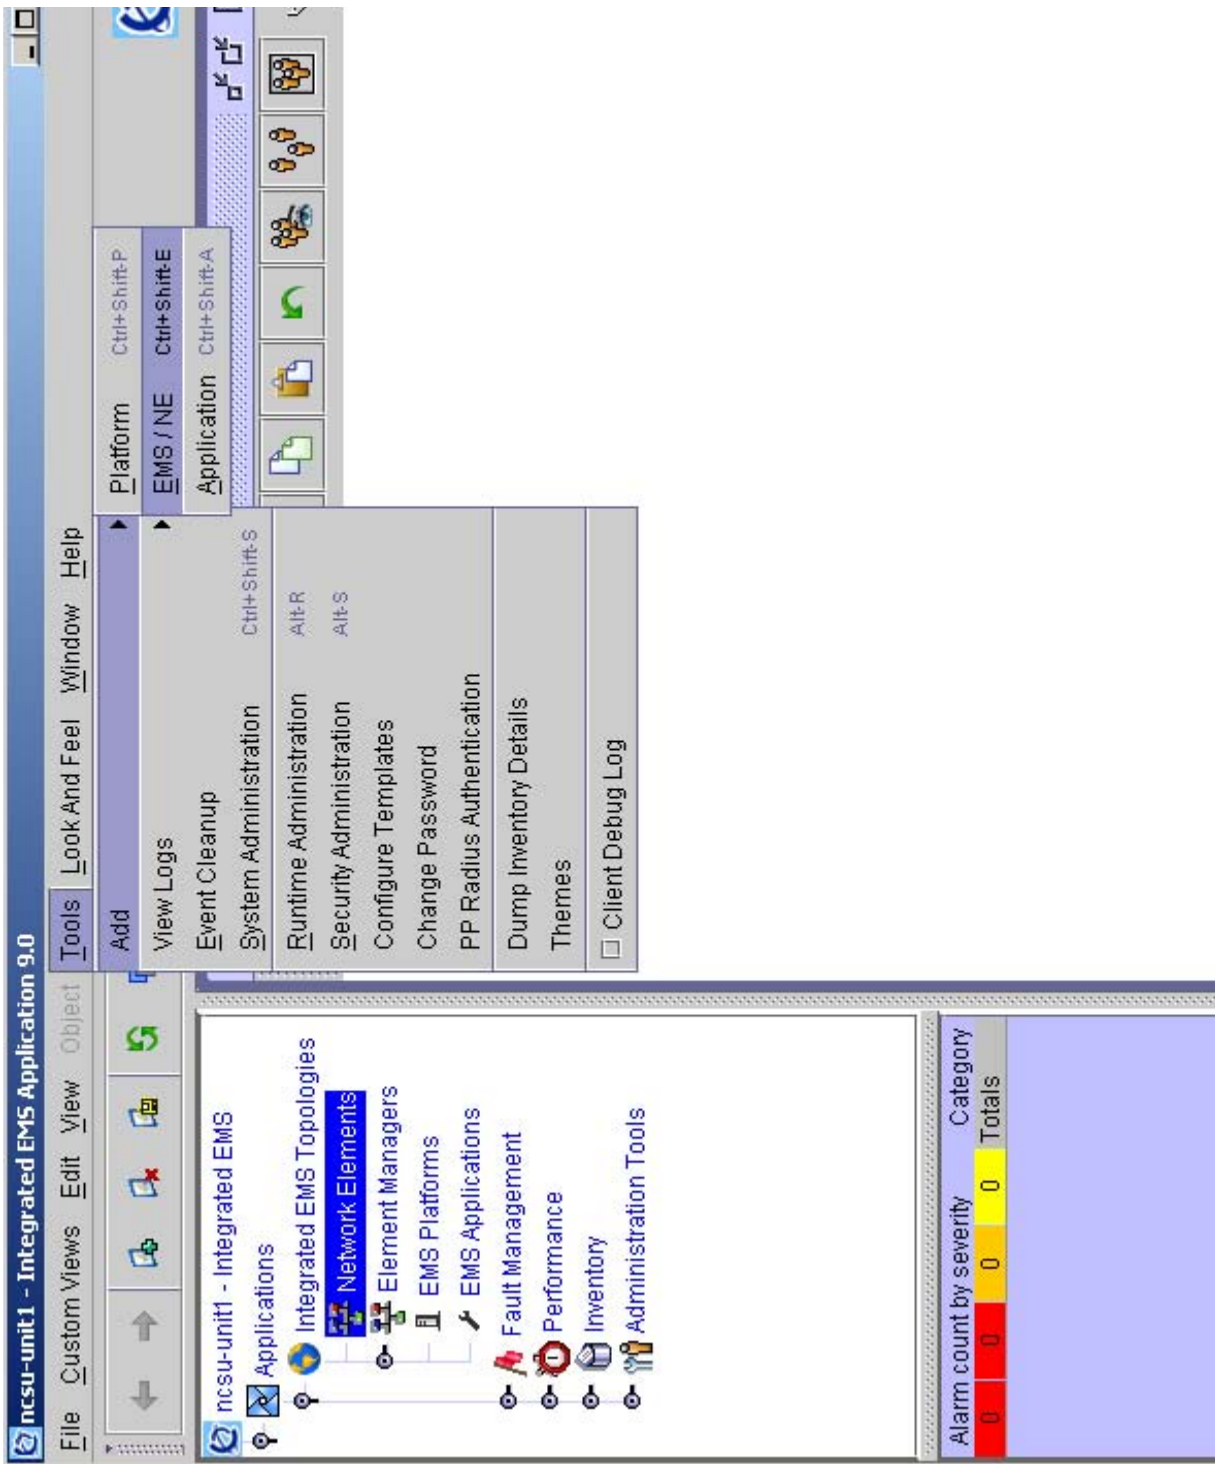 ncsu-unit1 - Integrated EMS Application 9.0
File Custom Views Edit View Object Tools Look And Feel Window Help
Add
View Logs
Event Cleanup
System Administration Ctrl+Shift-S
Runtime Administration Alt-R
Security Administration Alt-S
Configure Templates
Change Password
PP Radius Authentication
Dump Inventory Details
Themes
Client Debug Log
Platform Ctrl+Shift-P
EMS / NE Ctrl+Shift-E
Application Ctrl+Shift-A
ncsu-unit1 - Integrated EMS
Applications
Integrated EMS Topologies
Network Elements
Element Managers
EMS Platforms
EMS Applications
Fault Management
Performance
Inventory
Administration Tools
Alarm count by severity Category
0 0 0 0 Totals